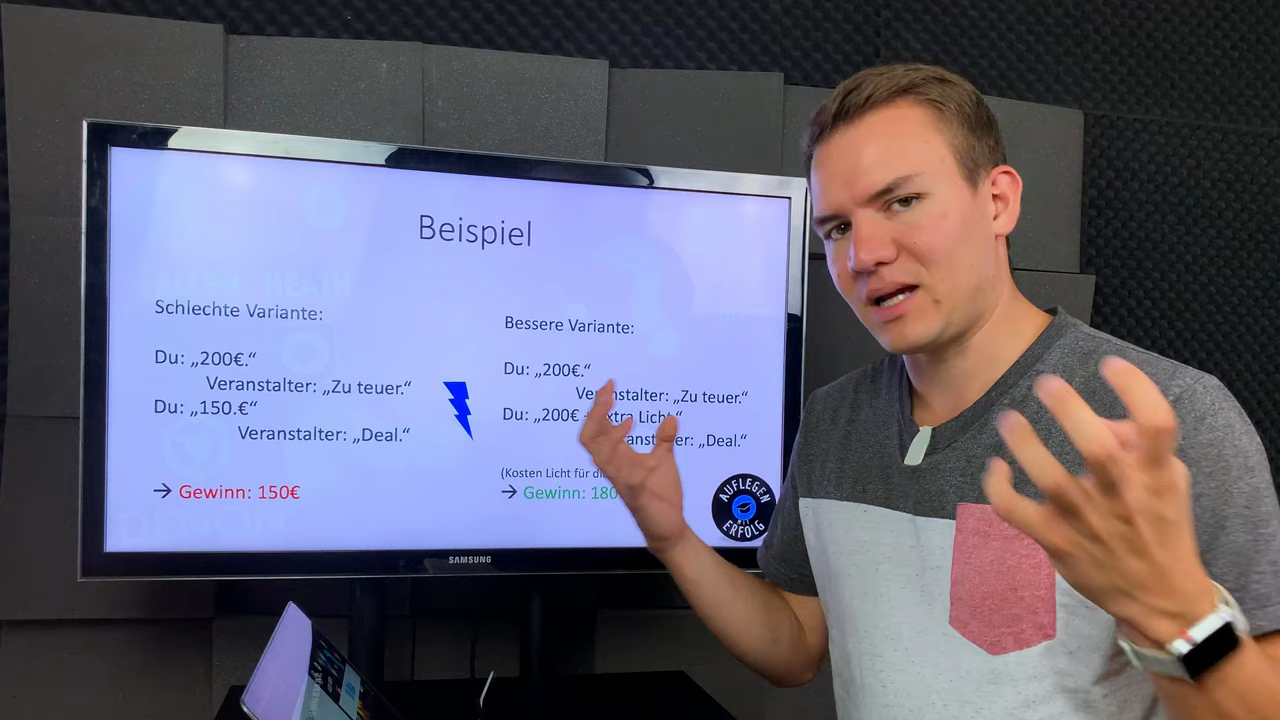 Beispiel
Schlechte Variante:
Du: „200€.“
Veranstalter: „Zu teuer.“
Du: „150.€“
Veranstalter: „Deal.“
→ Gewinn: 150€
Bessere Variante:
Du: „200€.“
„Zu teuer.“
Du: „200€ Licht“
„Deal.“
(Kosten Licht für
→ Gewinn: 180
AUFLEGEN
MIT
ERFOLG
SAMSUNG